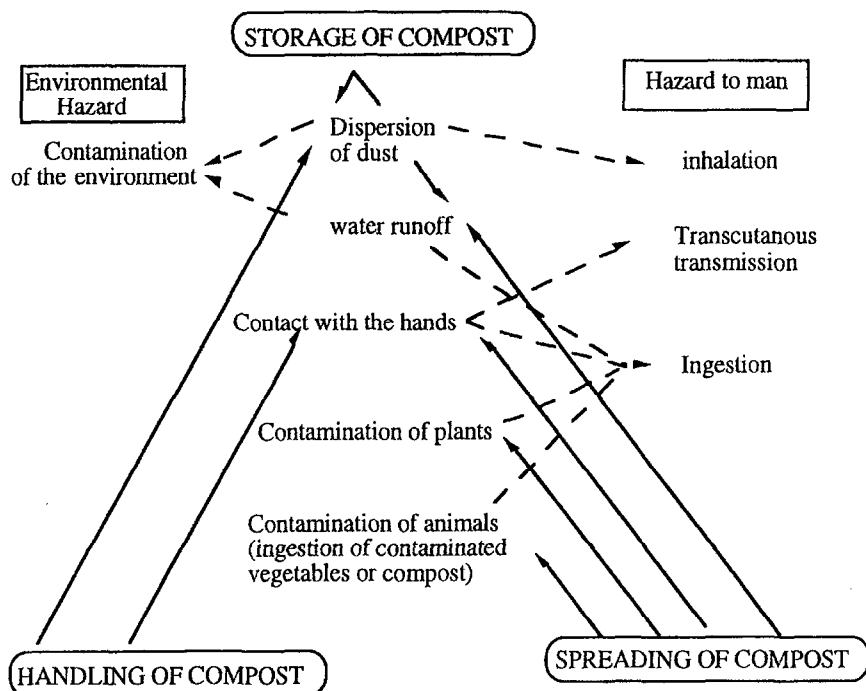 STORAGE OF COMPOST
Environmental
Hazard
Hazard to man
Contamination
of the environment
Dispersion
of dust
inhalation
water runoff
Transcutanous
transmission
Contact with the hands
Ingestion
Contamination of plants
Contamination of animals
(ingestion of contaminated
vegetables or compost)
HANDLING OF COMPOST
SPREADING OF COMPOST